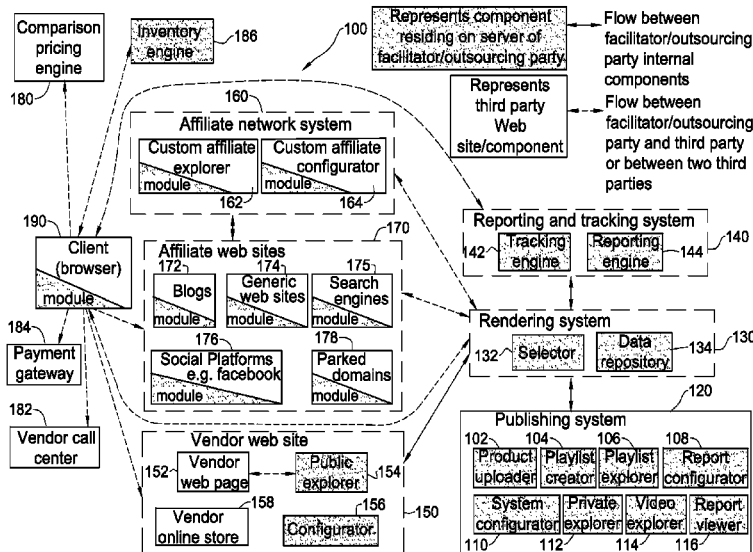 Comparison
pricing
engine
180
Inventory
engine
186
100
Represents component
residing on server of
facilitator/outsourcing party
Flow between
facilitator/outsourcing
party internal
components
Represents
third party
Web
site/component
Flow between
facilitator/outsourcing
party and third party
or between two third
parties
160
Affiliate network system
Custom affiliate
explorer
module
162
Custom affiliate
configurator
module
164
190
Client
(browser)
module
170
Affiliate web sites
172
Blogs
module
174
Generic
web sites
module
175
Search
engines
module
176
Social Platforms
e.g. facebook
module
178
Parked
domains
module
Reporting and tracking system
142
Tracking
engine
Reporting
engine
144
140
Rendering system
132
Selector
Data
repository
134
130
184
Payment
gateway
182
Vendor call
center
120
Publishing system
102
Product
uploader
104
Playlist
creator
106
Playlist
explorer
108
Report
configurator
System
configurator
110
Private
explorer
112
Video
explorer
114
Report
viewer
116
Vendor web site
152
Vendor
web page
Public
explorer
154
158
Vendor
online store
156
Configurator
150